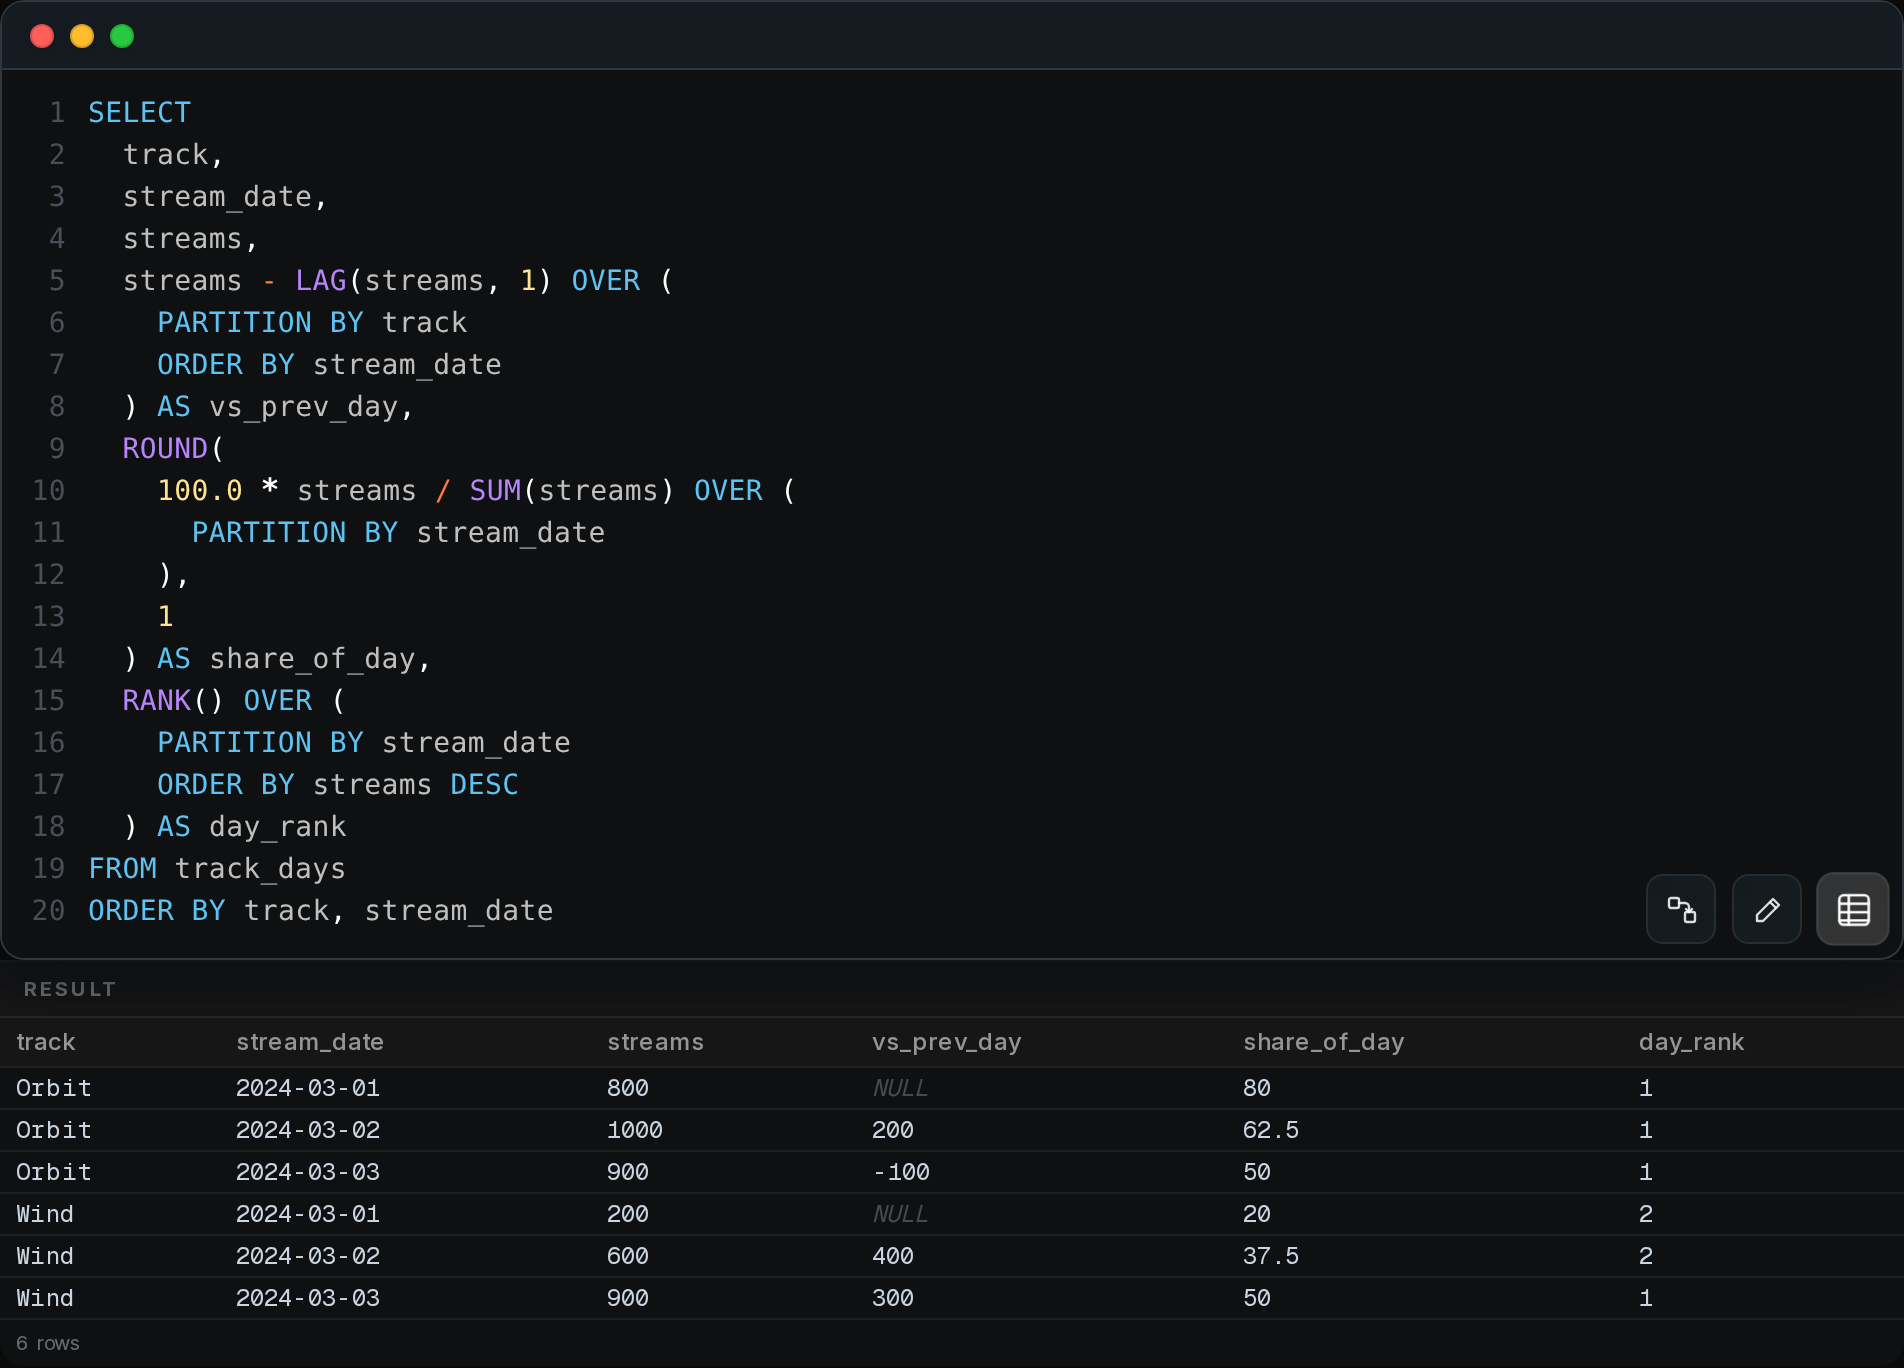 1 SELECT
2   track,
3   stream_date,
4   streams,
5   streams - LAG(streams, 1) OVER (
6     PARTITION BY track
7     ORDER BY stream_date
8   ) AS vs_prev_day,
9   ROUND(
10     100.0 * streams / SUM(streams) OVER (
11       PARTITION BY stream_date
12     ),
13     1
14   ) AS share_of_day,
15   RANK() OVER (
16     PARTITION BY stream_date
17     ORDER BY streams DESC
18   ) AS day_rank
19 FROM track_days
20 ORDER BY track, stream_date
RESULT
track stream_date streams vs_prev_day share_of_day day_rank
Orbit 2024-03-01 800 NULL 80 1
Orbit 2024-03-02 1000 200 62.5 1
Orbit 2024-03-03 900 -100 50 1
Wind 2024-03-01 200 NULL 20 2
Wind 2024-03-02 600 400 37.5 2
Wind 2024-03-03 900 300 50 1
6 rows